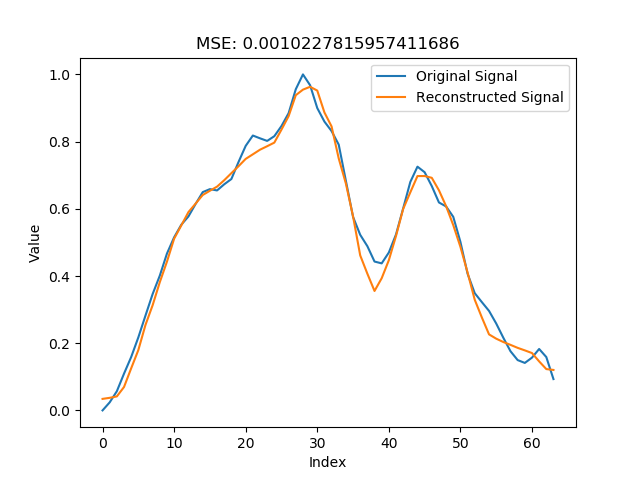 MSE: 0.0010227815957411686
Original Signal
Reconstructed Signal
1.0
0.8
0.6
0.4
0.2
0.0
Value
0 10 20 30 40 50 60
Index